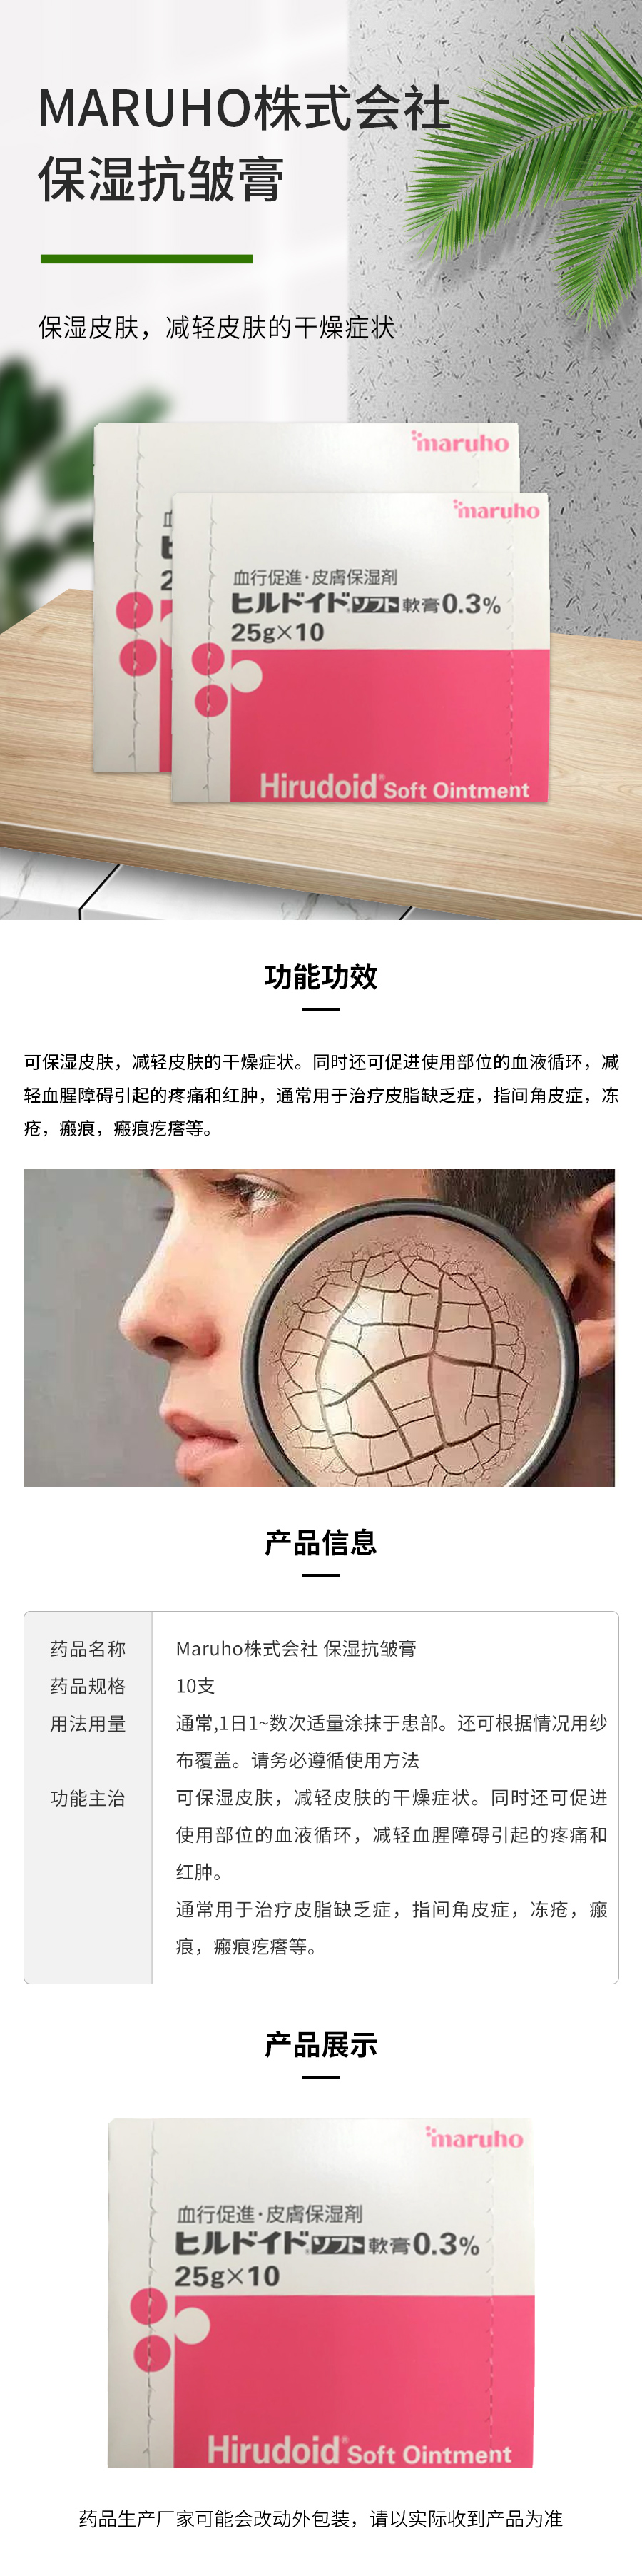 MARUHO株式会社
保湿抗皱膏
保湿皮肤，减轻皮肤的干燥症状
maruho
maruho
血行促進・皮膚保湿剤
ヒルドイドソフト軟膏0.3%
25g×10
Hirudoid® Soft Ointment
功能功效
可保湿皮肤，减轻皮肤的干燥症状。同时还可促进使用部位的血液循环，减
轻血腥障碍引起的疼痛和红肿，通常用于治疗皮脂缺乏症，指间角皮症，冻
疮，瘢痕，瘢痕疙瘩等。
产品信息
药品名称 Maruho株式会社 保湿抗皱膏
药品规格 10支
用法用量 通常,1日1~数次适量涂抹于患部。还可根据情况用纱
布覆盖。请务必遵循使用方法
功能主治 可保湿皮肤，减轻皮肤的干燥症状。同时还可促进
使用部位的血液循环，减轻血腥障碍引起的疼痛和
红肿。
通常用于治疗皮脂缺乏症，指间角皮症，冻疮，瘢
痕，瘢痕疙瘩等。
产品展示
maruho
血行促進・皮膚保湿剤
ヒルドイドソフト軟膏0.3%
25g×10
Hirudoid® Soft Ointment
药品生产厂家可能会改动外包装，请以实际收到产品为准